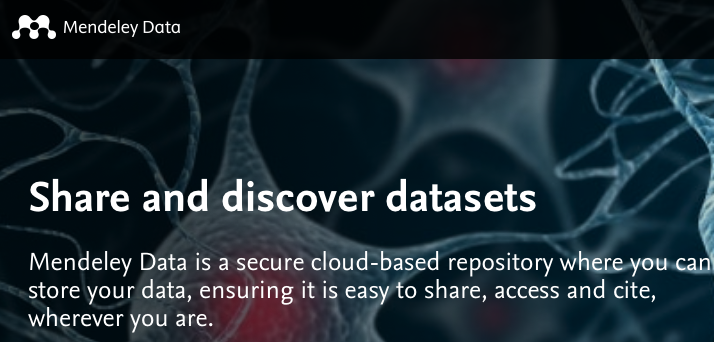 Mendeley Data
Share and discover datasets
Mendeley Data is a secure cloud-based repository where you can
store your data, ensuring it is easy to share, access and cite,
wherever you are.